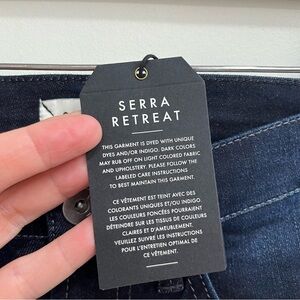 SERRA
RETREAT
THIS GARMENT IS DYED WITH UNIQUE
DYES AND/OR INDIGO. DARK COLORS
MAY RUB OFF ON LIGHT COLORED FABRIC
AND UPHOLSTERY. PLEASE FOLLOW THE
LABELED CARE INSTRUCTIONS
TO BEST MAINTAIN THIS GARMENT.
CE VÊTEMENT EST TEINT AVEC DES
COLORANTS UNIQUES ET/OU INDIGO.
LES COULEURS FONCÉES POURRAIENT
DÉTEINDRE SUR LES TISSUS DE COULEURS
CLAIRES ET D'AMEUBLEMENT.
VEUILLEZ SUIVRE LES INSTRUCTIONS
POUR L'ENTRETIEN OPTIMAL DE
CE VÊTEMENT.